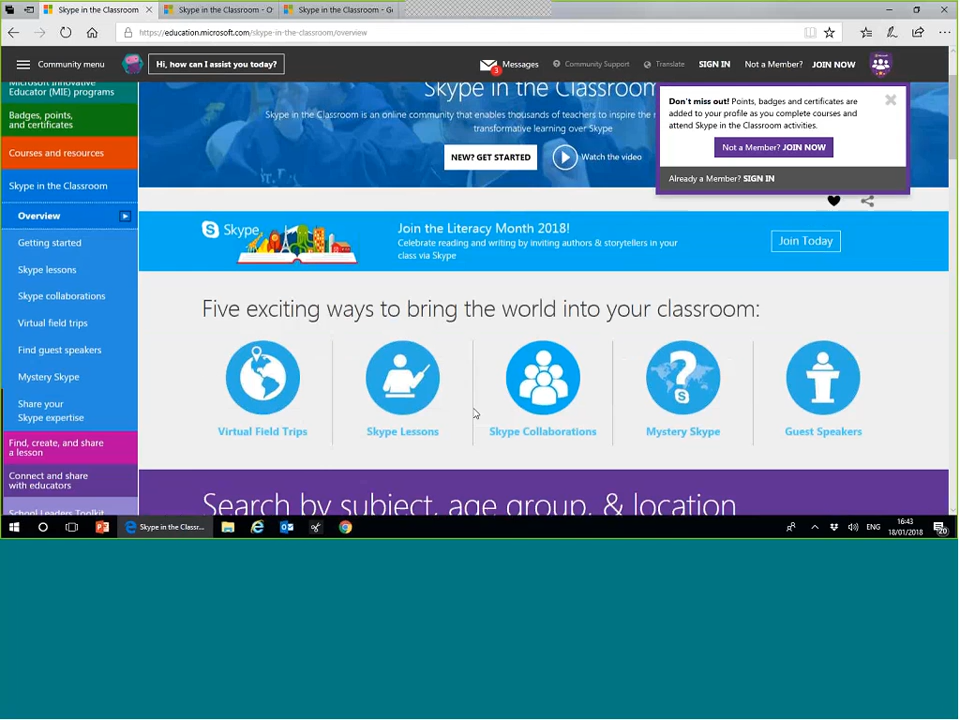 Skype in the Classroom
Skype in the Classroom - O
Skype in the Classroom - G
https://education.microsoft.com/skype-in-the-classroom/overview
Community menu
Hi, how can I assist you today?
3
Messages
Community Support
Translate
SIGN IN
Not a Member?
JOIN NOW
Microsoft Innovative
Educator (MIE) programs
Badges, points,
and certificates
Courses and resources
Skype in the Classroom
Overview
Getting started
Skype lessons
Skype collaborations
Virtual field trips
Find guest speakers
Mystery Skype
Share your
Skype expertise
Find, create, and share
a lesson
Connect and share
with educators
School Leaders Toolkit
Skype in the Classroom
Skype in the Classroom is an online community that enables thousands of teachers to inspire the
transformative learning over Skype
NEW? GET STARTED
Watch the video
Don't miss out! Points, badges and certificates are
added to your profile as you complete courses and
attend Skype in the Classroom activities.
Not a Member? JOIN NOW
Already a Member? SIGN IN
Skype
Join the Literacy Month 2018!
Celebrate reading and writing by inviting authors & storytellers in your
class via Skype
Join Today
Five exciting ways to bring the world into your classroom:
Virtual Field Trips
Skype Lessons
Skype Collaborations
Mystery Skype
Guest Speakers
Search by subject, age group, & location
Skype in the Classr...
ENG
16:43
18/01/2018
20